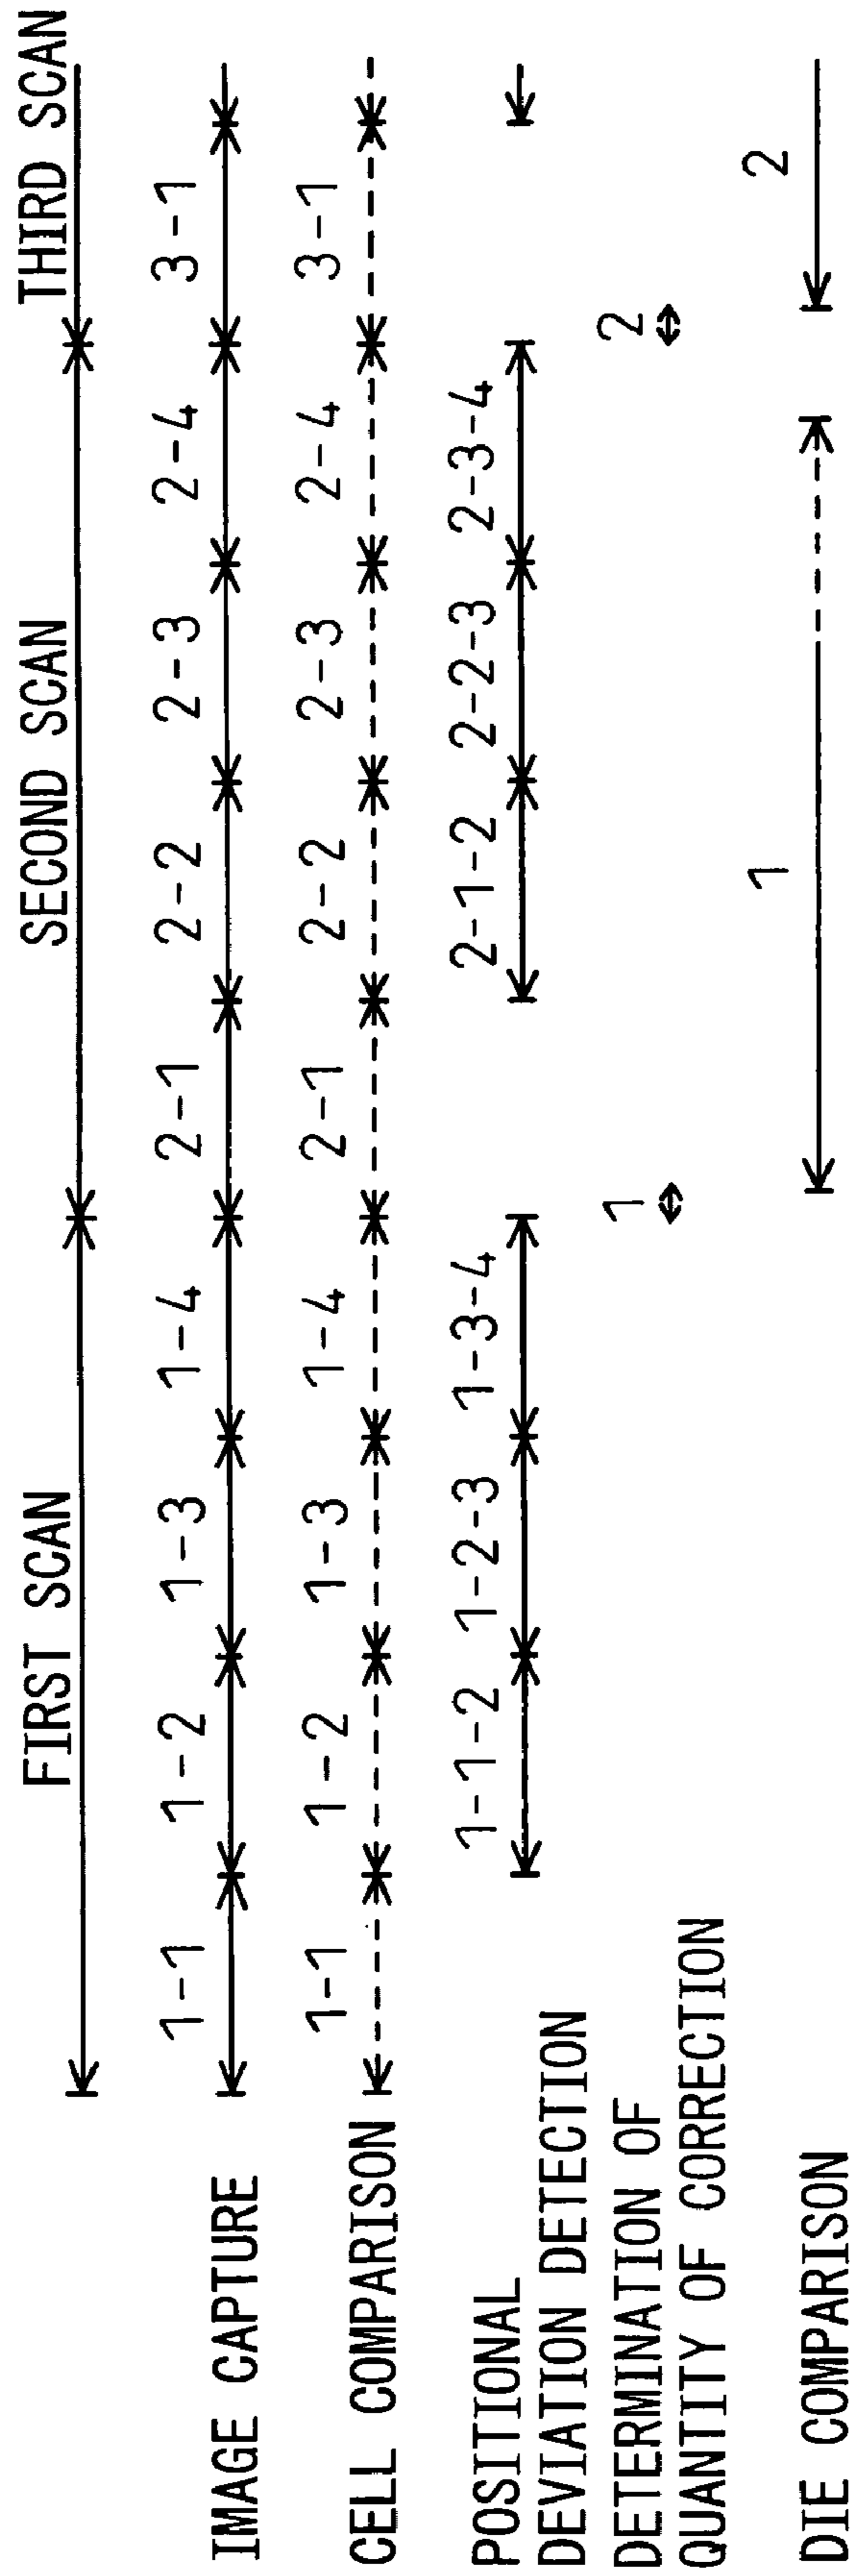 FIRST SCAN SECOND SCAN THIRD SCAN
IMAGE CAPTURE 1-1 1-2 1-3 1-4 2-1 2-2 2-3 2-4 3-1
CELL COMPARISON 1-1 1-2 1-3 1-4 2-1 2-2 2-3 2-4 3-1
POSITIONAL
DEVIATION DETECTION 1-1-2 1-2-3 1-3-4 2-1-2 2-2-3 2-3-4
DETERMINATION OF
QUANTITY OF CORRECTION 1 2
DIE COMPARISON 1 2